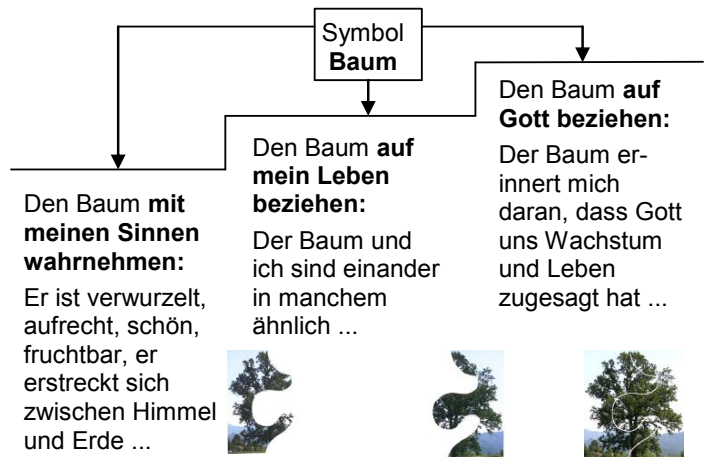 Symbol
Baum
Den Baum mit
meinen Sinnen
wahrnehmen:
Er ist verwurzelt,
aufrecht, schön,
fruchtbar, er
erstreckt sich
zwischen Himmel
und Erde ...
Den Baum auf
mein Leben
beziehen:
Der Baum und
ich sind einander
in manchem
ähnlich ...
Den Baum auf
Gott beziehen:
Der Baum er-
innert mich
daran, dass Gott
uns Wachstum
und Leben
zugesagt hat ...